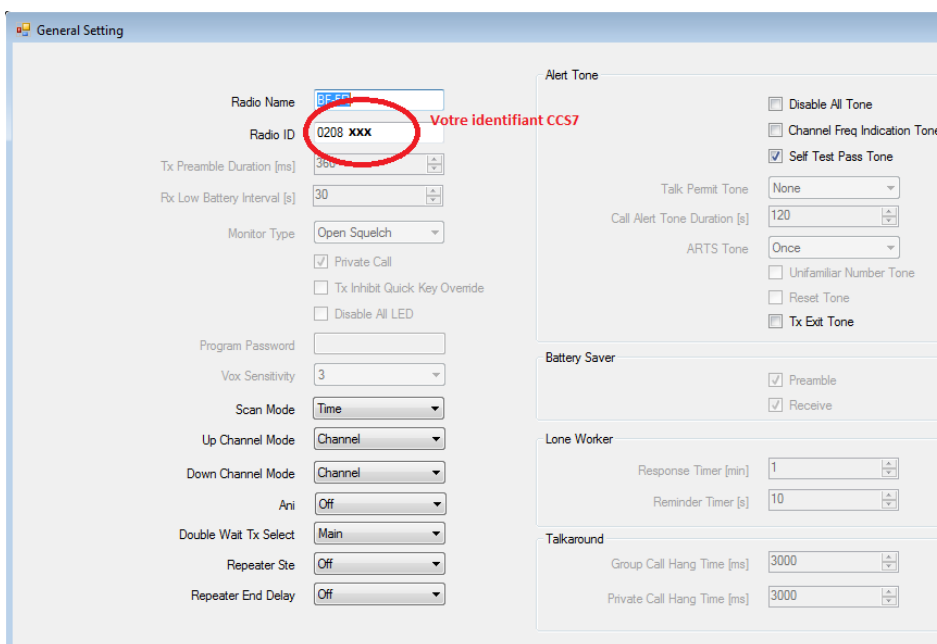 General Setting
Radio Name
Radio ID 0208 xxx
Votre identifiant CCS7
Tx Preamble Duration [ms] 360
Rx Low Battery Interval [s] 30
Monitor Type Open Squelch
Private Call
Tx Inhibit Quick Key Override
Disable All LED
Program Password
Vox Sensitivity 3
Scan Mode Time
Up Channel Mode Channel
Down Channel Mode Channel
Ani Off
Double Wait Tx Select Main
Repeater Ste Off
Repeater End Delay Off
Alert Tone
Disable All Tone
Channel Freq Indication Tone
Self Test Pass Tone
Talk Permit Tone None
Call Alert Tone Duration [s] 120
ARTS Tone Once
Unfamiliar Number Tone
Reset Tone
Tx Exit Tone
Battery Saver
Preamble
Receive
Lone Worker
Response Timer [min] 1
Reminder Timer [s] 10
Talkaround
Group Call Hang Time [ms] 3000
Private Call Hang Time [ms] 3000